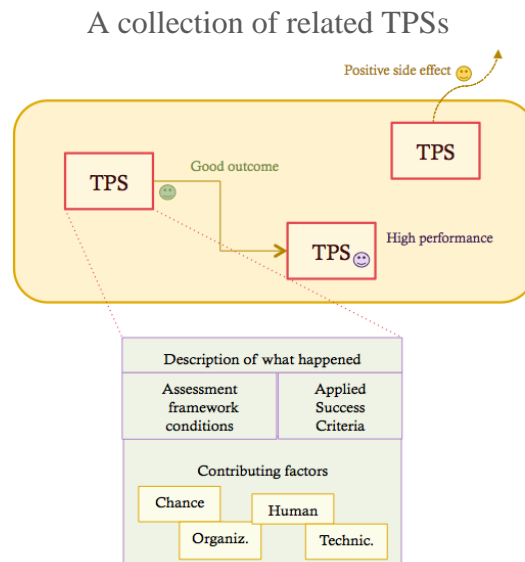 A collection of related TPSs
Positive side effect
TPS
Good outcome
TPS
High performance
TPS
Description of what happened
Assessment
framework
conditions
Applied
Success
Criteria
Contributing factors
Chance
Human
Organiz.
Technic.